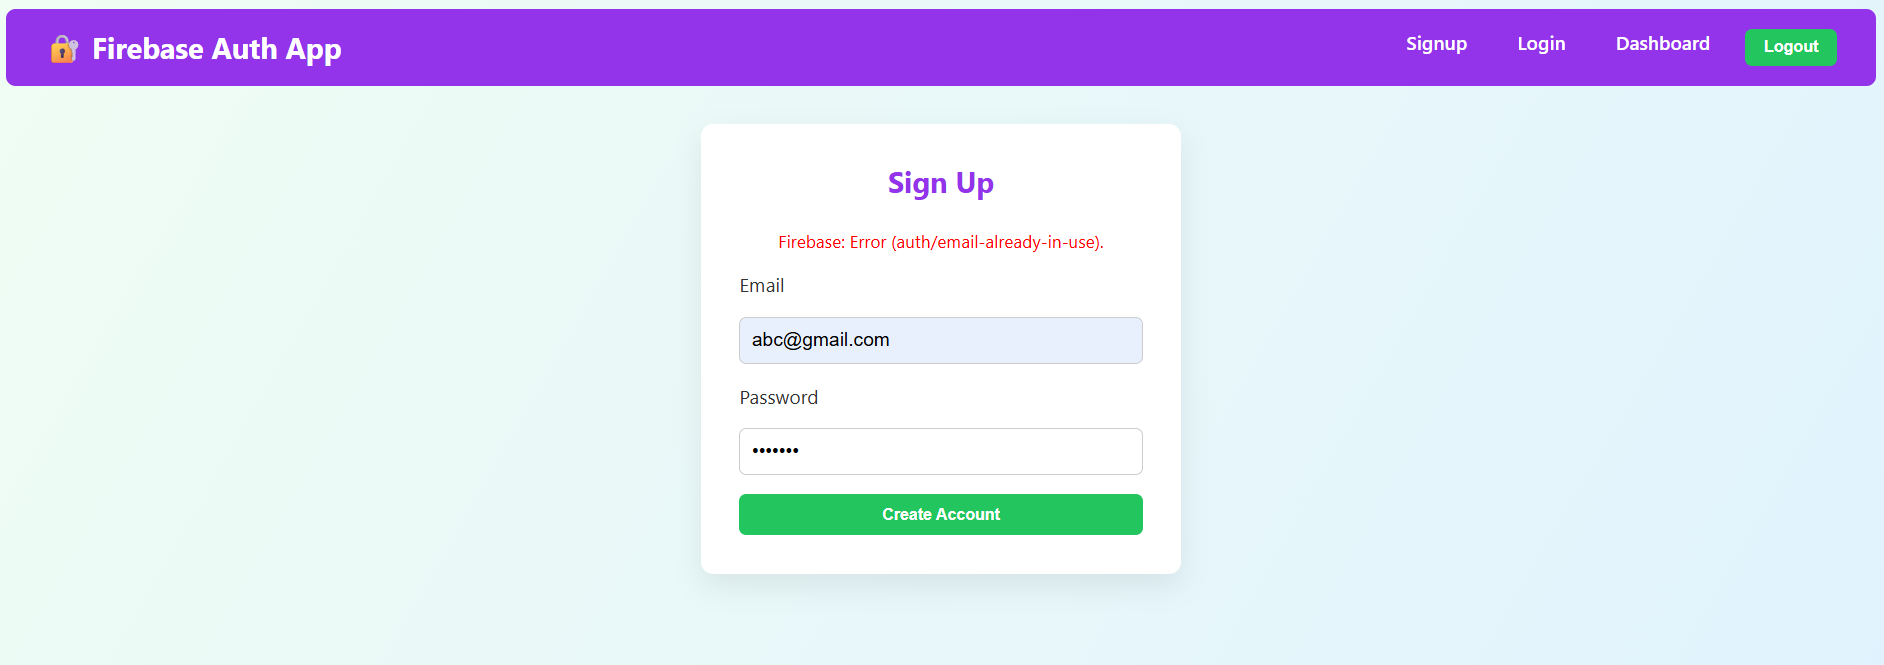 🔐 Firebase Auth App
Signup
Login
Dashboard
Logout
Sign Up
Firebase: Error (auth/email-already-in-use).
Email
abc@gmail.com
Password
•••••••
Create Account